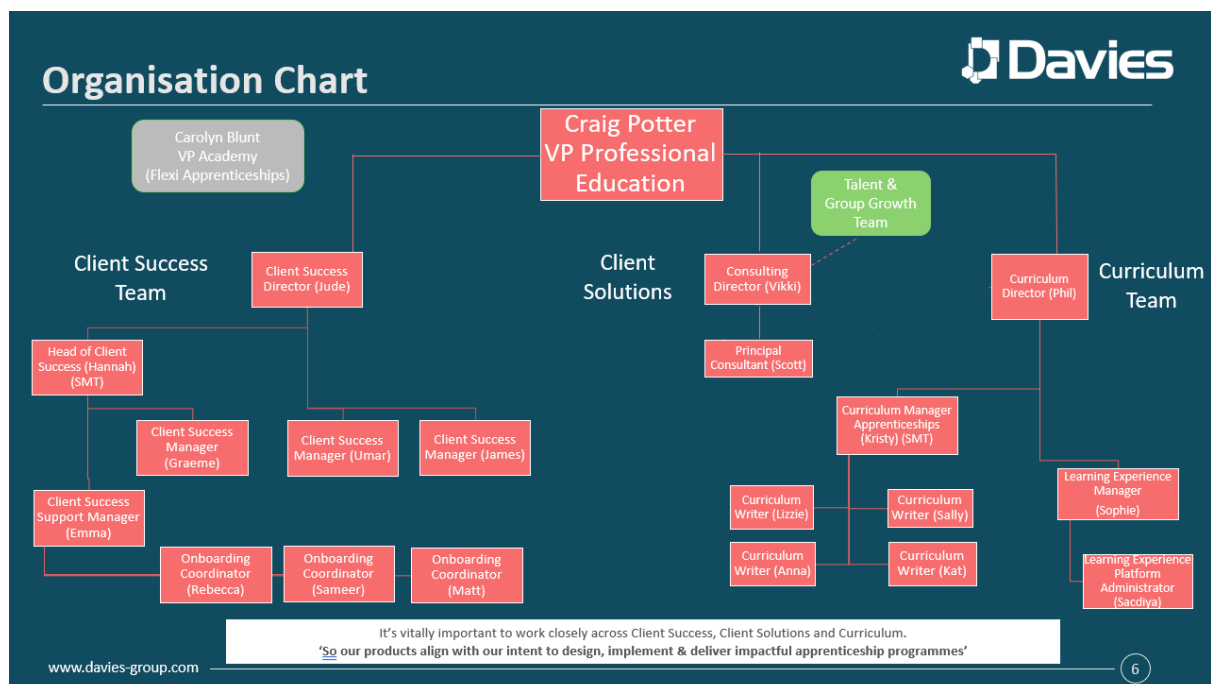 Davies
Organisation Chart
Carolyn Blunt
VP Academy
(Flexi Apprenticeships)
Craig Potter
VP Professional
Education
Talent &
Group Growth
Team
Client Success
Team
Client Success
Director (Jude)
Client
Solutions
Consulting
Director (Vikki)
Curriculum
Director (Phil)
Curriculum
Team
Head of Client
Success (Hannah)
(SMT)
Principal
Consultant (Scott)
Client Success
Manager
(Graeme)
Client Success
Manager (Umar)
Client Success
Manager (James)
Curriculum Manager
Apprenticeships
(Kristy) (SMT)
Learning Experience
Manager
(Sophie)
Client Success
Support Manager
(Emma)
Curriculum
Writer (Lizzie)
Curriculum
Writer (Sally)
Onboarding
Coordinator
(Rebecca)
Onboarding
Coordinator
(Sameer)
Onboarding
Coordinator
(Matt)
Curriculum
Writer (Anna)
Curriculum
Writer (Kat)
Learning Experience
Platform
Administrator
(Sacdiya)
It's vitally important to work closely across Client Success, Client Solutions and Curriculum.
'So our products align with our intent to design, implement & deliver impactful apprenticeship programmes'
www.davies-group.com
6